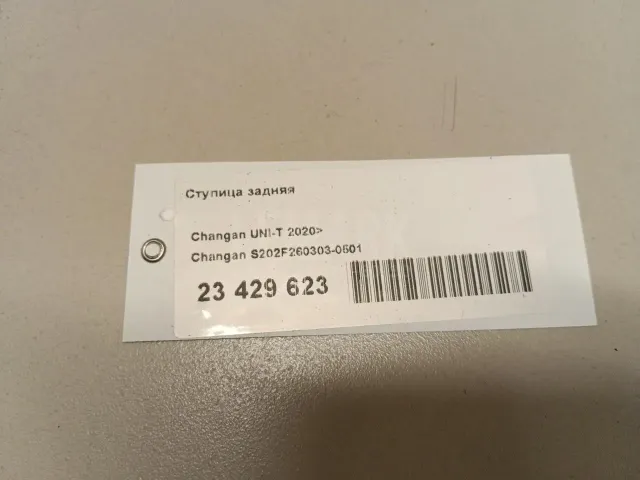 Ступица задняя
Changan UNI-T 2020>
Changan S202F260303-0501
23 429 623